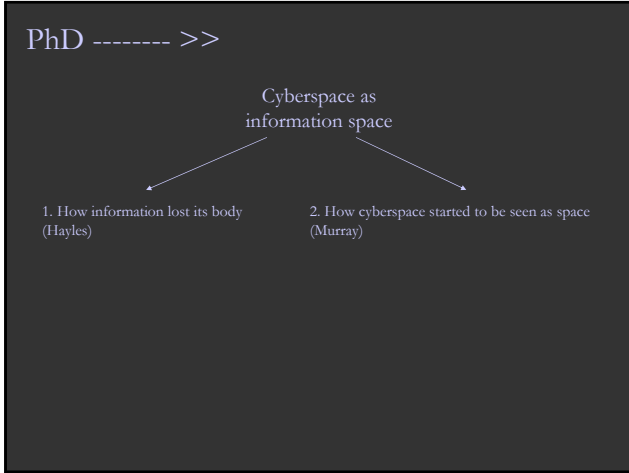 PhD -------- >>
Cyberspace as
information space
1. How information lost its body
(Hayles)
2. How cyberspace started to be seen as space
(Murray)